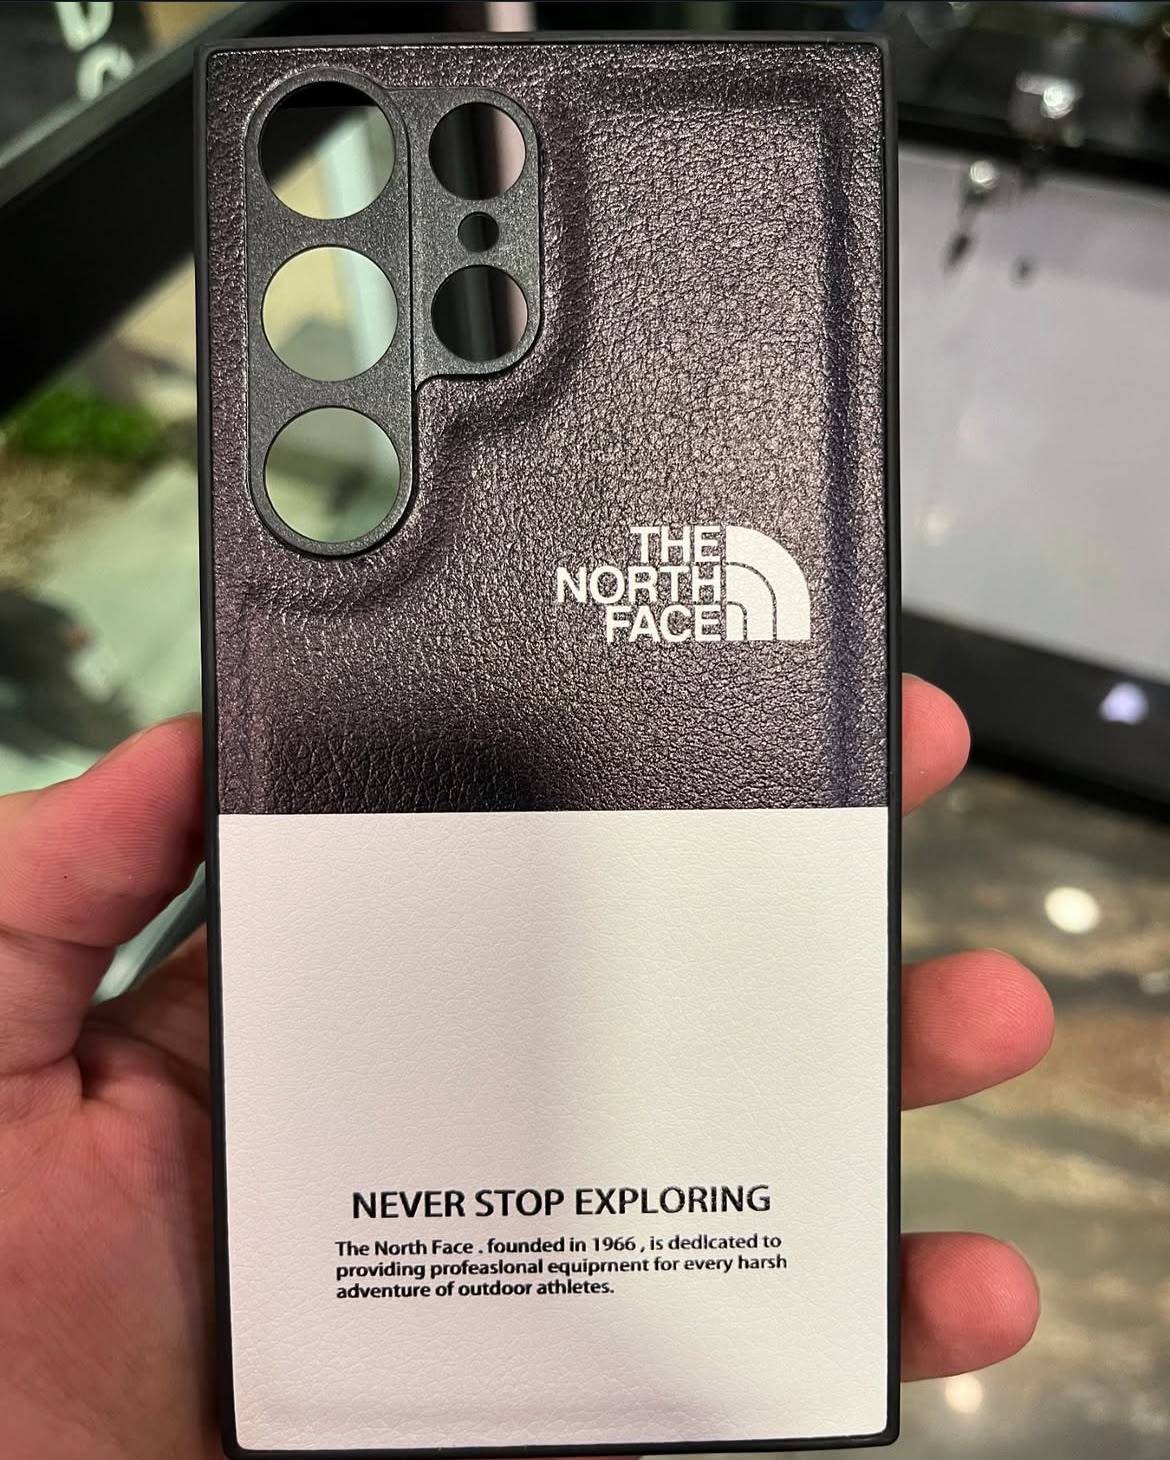 THE
NORTH
FACE
NEVER STOP EXPLORING
The North Face . founded in 1966 , is dedlcated to
providing profeaslonal equiprnent for every harsh
adventure of outdoor athletes.